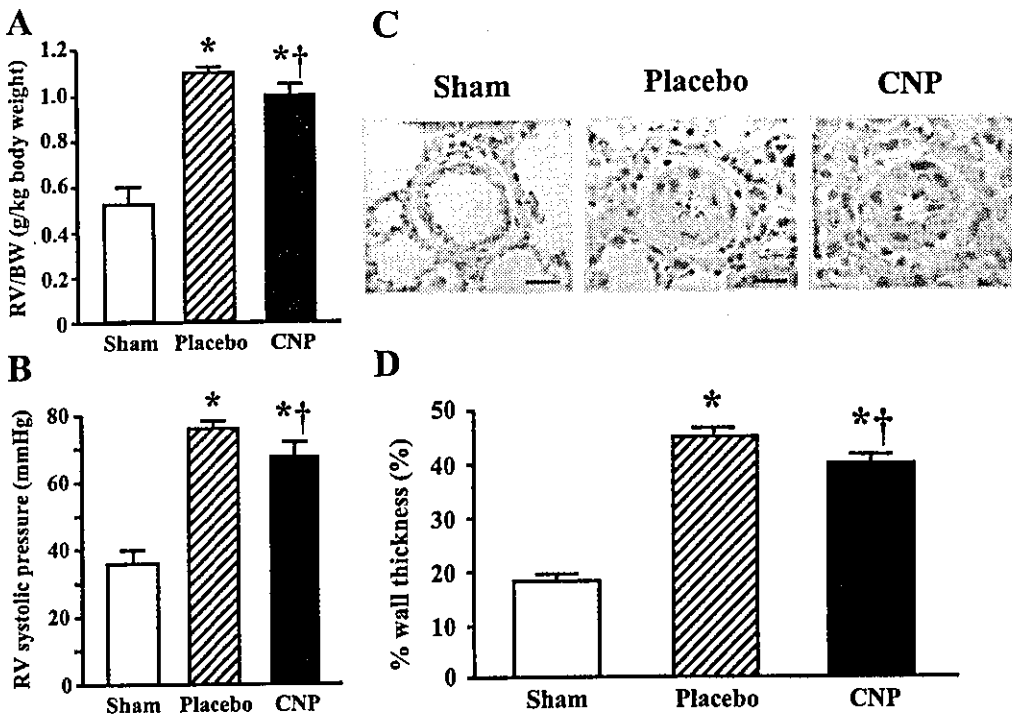 A
RV/BW (g/kg body weight)
1.2
1.0
0.8
0.6
0.4
0.2
0
*
*†
Sham Placebo CNP
B
RV systolic pressure (mmHg)
80
60
40
20
0
*
*†
Sham Placebo CNP
C
Sham Placebo CNP
D
% wall thickness (%)
50
40
30
20
10
0
*
*†
Sham Placebo CNP